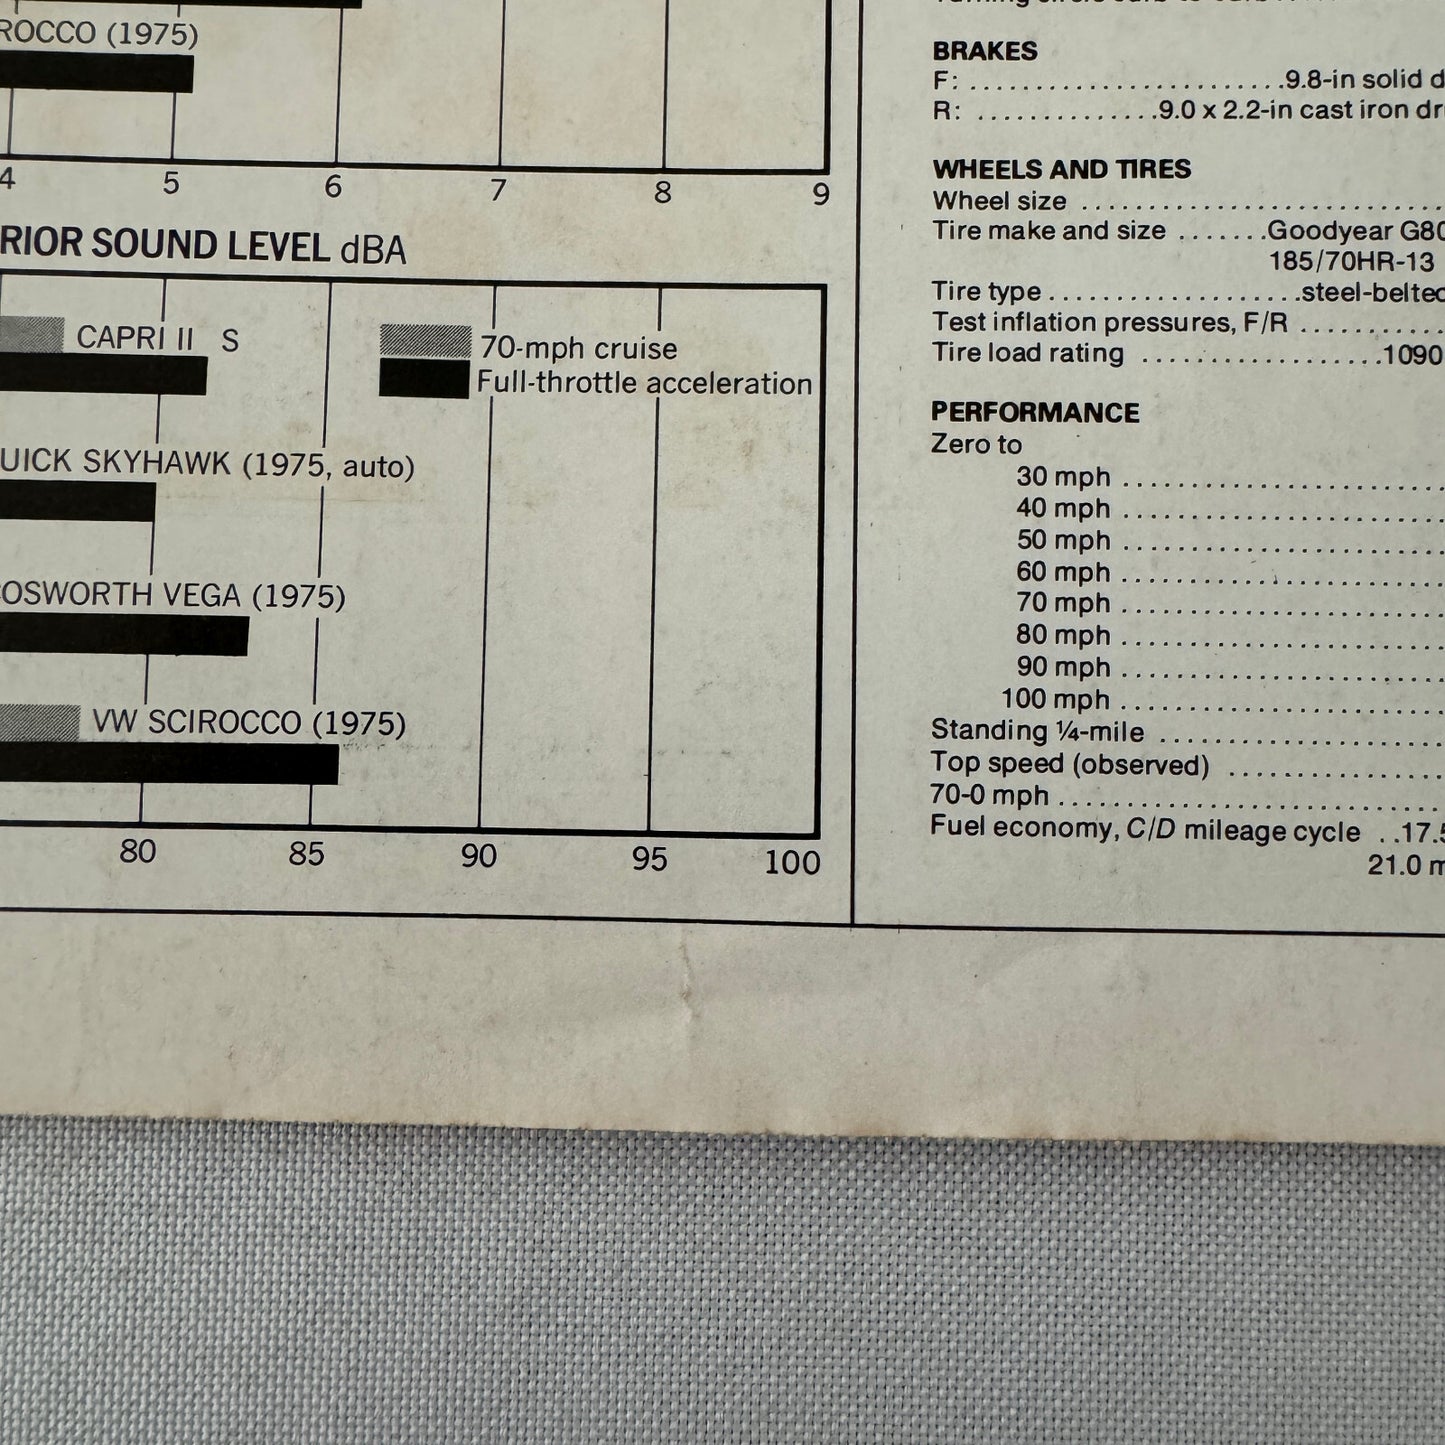 ROCCO (1975)
4 5 6 7 8 9
RIOR SOUND LEVEL dBA
CAPRI II S
70-mph cruise
Full-throttle acceleration
UICK SKYHAWK (1975, auto)
OSWORTH VEGA (1975)
VW SCIROCCO (1975)
80 85 90 95 100
BRAKES
F: .......................9.8-in solid d
R: ..............9.0 x 2.2-in cast iron dr
WHEELS AND TIRES
Wheel size ...........................
Tire make and size .......Goodyear G80
185/70HR-13
Tire type...................steel-belted
Test inflation pressures, F/R ...........
Tire load rating ..................1090
PERFORMANCE
Zero to
30 mph ........................
40 mph ........................
50 mph ........................
60 mph ........................
70 mph ........................
80 mph ........................
90 mph ........................
100 mph ........................
Standing ¼-mile .....................
Top speed (observed) ................
70-0 mph .............................
Fuel economy, C/D mileage cycle ..17.5
21.0 m